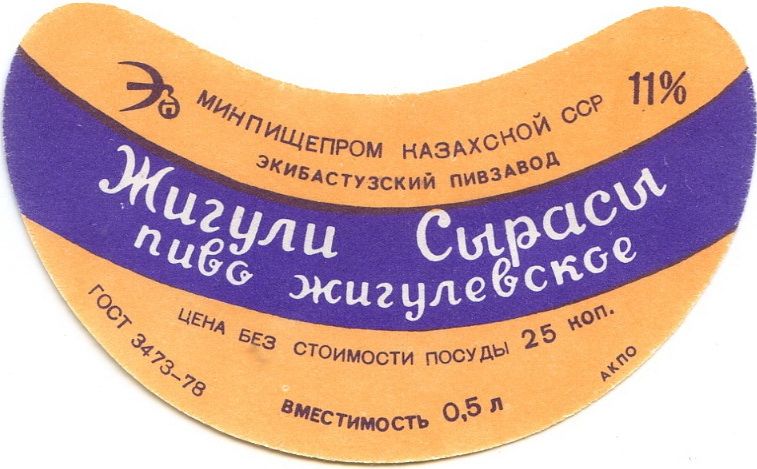 МИНПИЩЕПРОМ КАЗАХСКОЙ ССР 11%
ЭКИБАСТУЗСКИЙ ПИВЗАВОД
Жигули Сырасы
пиво жигулевское
ЦЕНА БЕЗ СТОИМОСТИ ПОСУДЫ 25 КОП.
ГОСТ 3473-78
ВМЕСТИМОСТЬ 0,5 л
АКПО